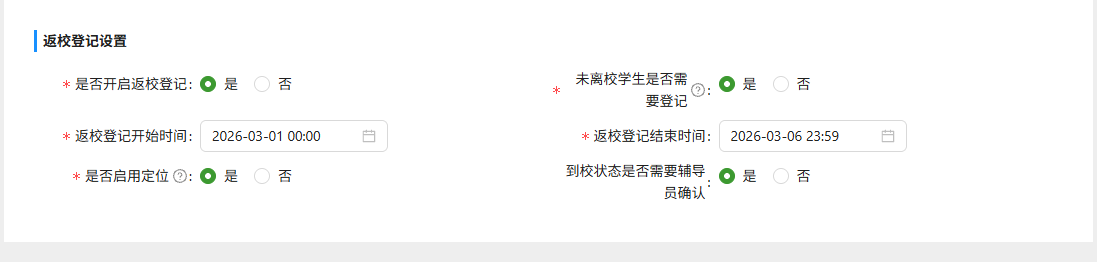 返校登记设置
* 是否开启返校登记: 是 否
* 未离校学生是否需
要登记 ? : 是 否
* 返校登记开始时间: 2026-03-01 00:00
* 返校登记结束时间: 2026-03-06 23:59
* 是否启用定位 ? : 是 否
到校状态是否需要辅导
员确认 : 是 否